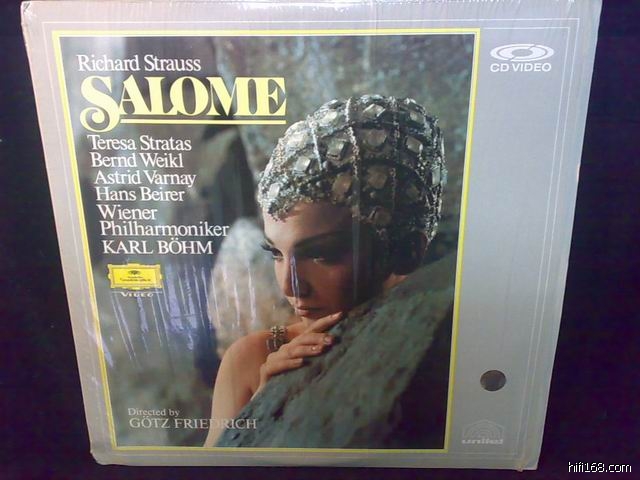 Richard Strauss
SALOME
Teresa Stratas
Bernd Weikl
Astrid Varnay
Hans Beirer
Wiener
Philharmoniker
KARL BÖHM
VIDEO
Directed by
GÖTZ FRIEDRICH
CD VIDEO
unitel
hifi168.com